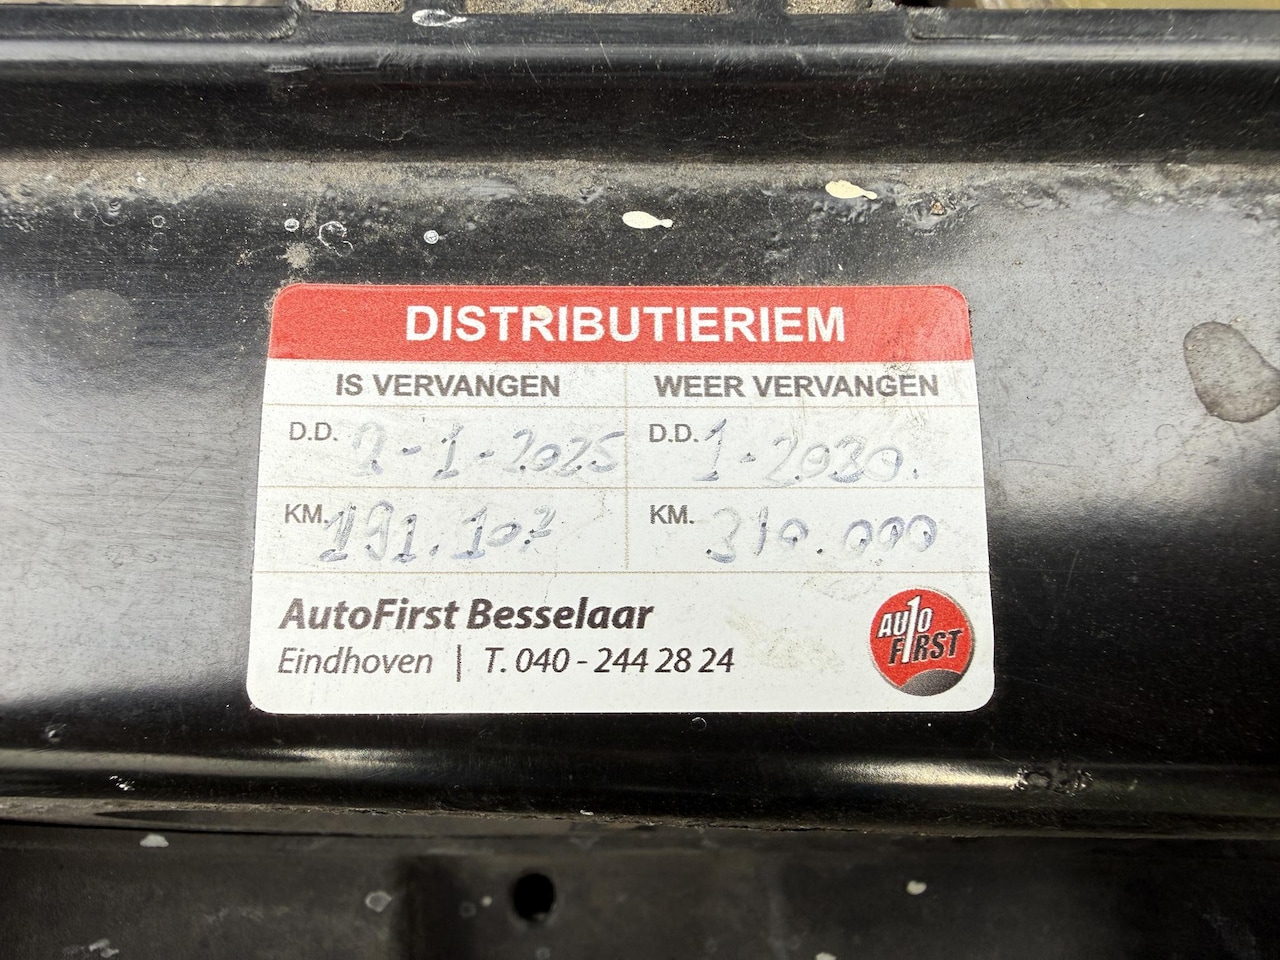 DISTRIBUTIERIEM
IS VERVANGEN WEER VERVANGEN
D.D. 2-1-2025 D.D. 1-2030.
KM. 191.107 KM. 310.000
AutoFirst Besselaar
Eindhoven | T. 040 - 244 28 24
AUTO
FIRST